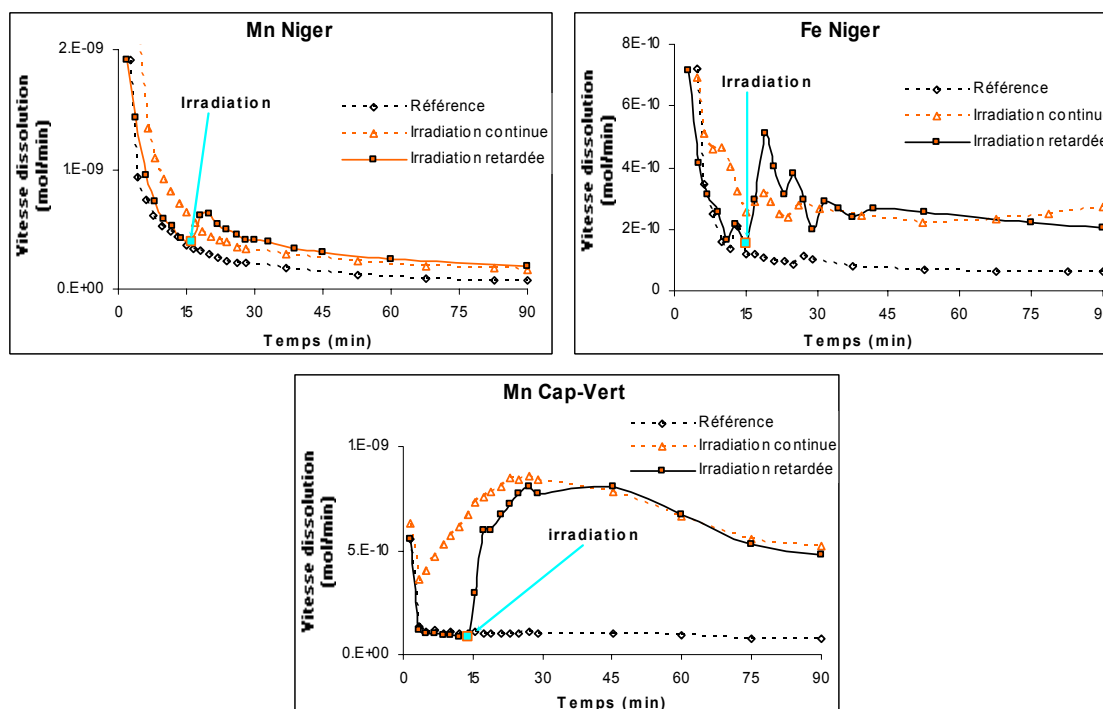 Mn Niger
Vitesse dissolution
(mol/min)
2.E-09
1.E-09
0.E+00
Irradiation
Référence
Irradiation continue
Irradiation retardée
0 15 30 45 60 75 90
Temps (min)
Fe Niger
Vitesse dissolution
(mol/min)
8E-10
6E-10
4E-10
2E-10
0
Irradiation
Référence
Irradiation continue
Irradiation retardée
0 15 30 45 60 75 90
Temps (min)
Mn Cap-Vert
Vitesse dissolution
(mol/min)
1.E-09
5.E-10
0.E+00
irradiation
Référence
Irradiation continue
Irradiation retardée
0 15 30 45 60 75 90
Temps (min)